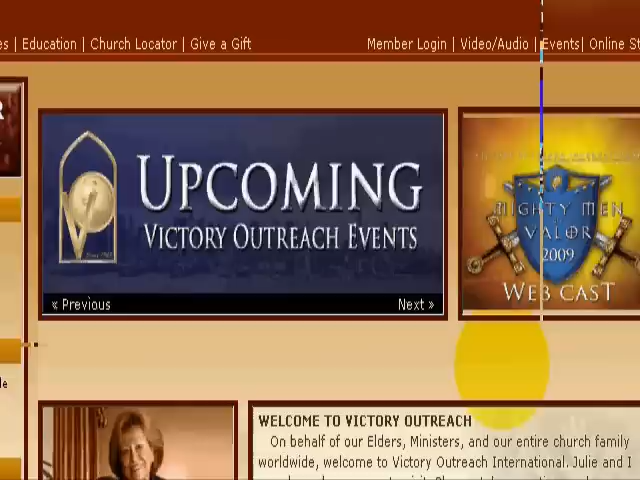 es | Education | Church Locator | Give a Gift
Member Login | Video/Audio | Events| Online St
UPCOMING
VICTORY OUTREACH EVENTS
« Previous
Next »
MIGHTY MEN
VALOR
2009
WEB CAST
WELCOME TO VICTORY OUTREACH
On behalf of our Elders, Ministers, and our entire church family
worldwide, welcome to Victory Outreach International. Julie and I